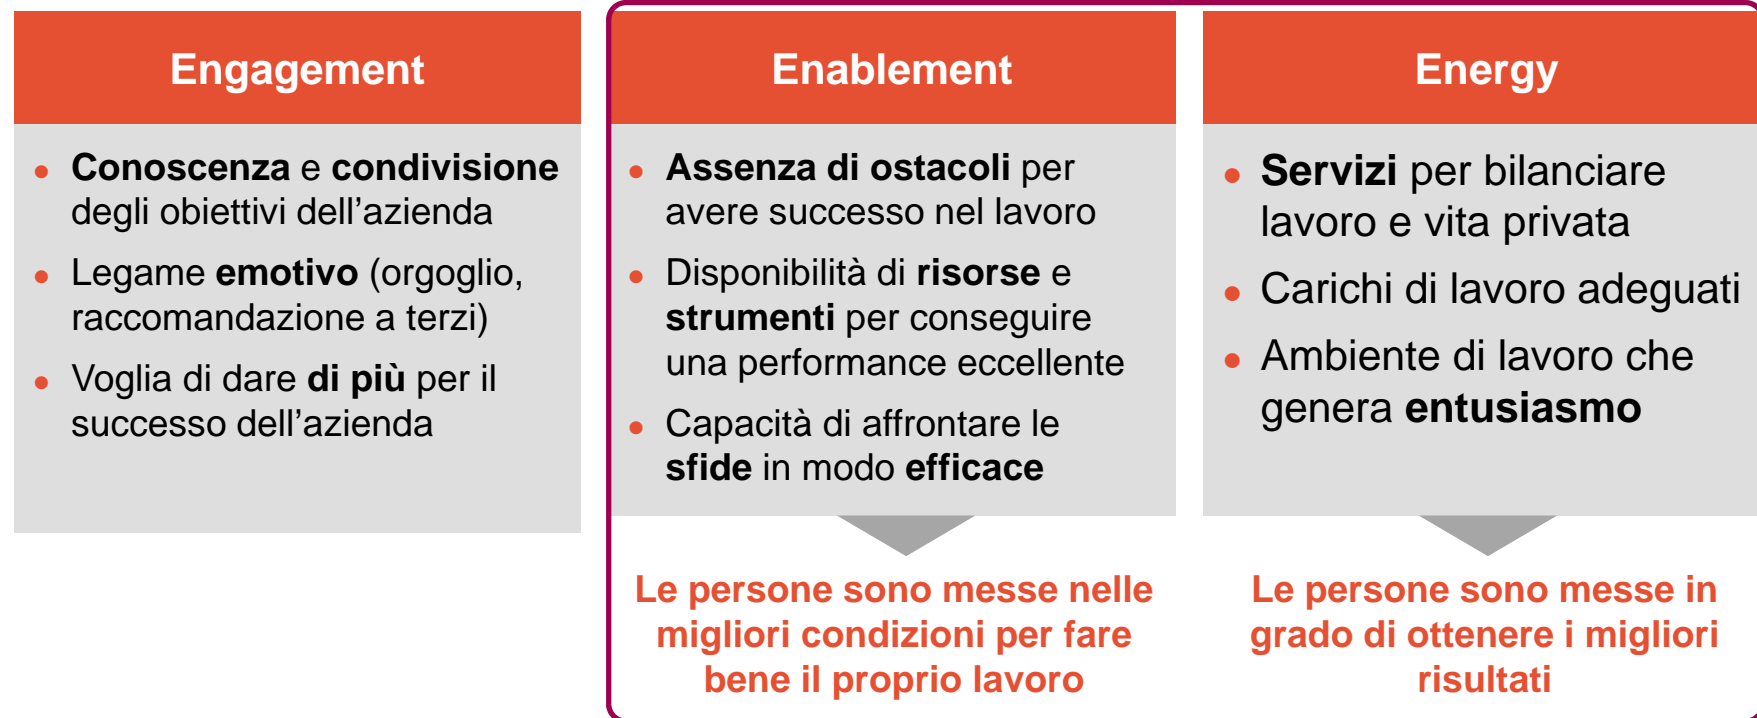 Engagement
Conoscenza e condivisione
degli obiettivi dell'azienda
Legame emotivo (orgoglio,
raccomandazione a terzi)
Voglia di dare di più per il
successo dell'azienda
Enablement
Assenza di ostacoli per
avere successo nel lavoro
Disponibilità di risorse e
strumenti per conseguire
una performance eccellente
Capacità di affrontare le
sfide in modo efficace
Le persone sono messe nelle
migliori condizioni per fare
bene il proprio lavoro
Energy
Servizi per bilanciare
lavoro e vita privata
Carichi di lavoro adeguati
Ambiente di lavoro che
genera entusiasmo
Le persone sono messe in
grado di ottenere i migliori
risultati